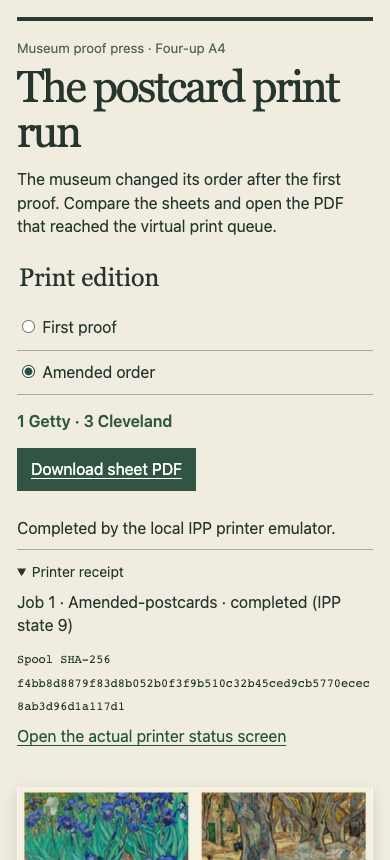 Museum proof press · Four-up A4
The postcard print
run
The museum changed its order after the first
proof. Compare the sheets and open the PDF
that reached the virtual print queue.
Print edition
First proof
Amended order
1 Getty · 3 Cleveland
Download sheet PDF
Completed by the local IPP printer emulator.
▼ Printer receipt
Job 1 · Amended-postcards · completed (IPP
state 9)
Spool SHA-256
f4bb8d8879f83d8b052b0f3f9b510c32b45ced9cb5770ecec
8ab3d96d1a117d1
Open the actual printer status screen